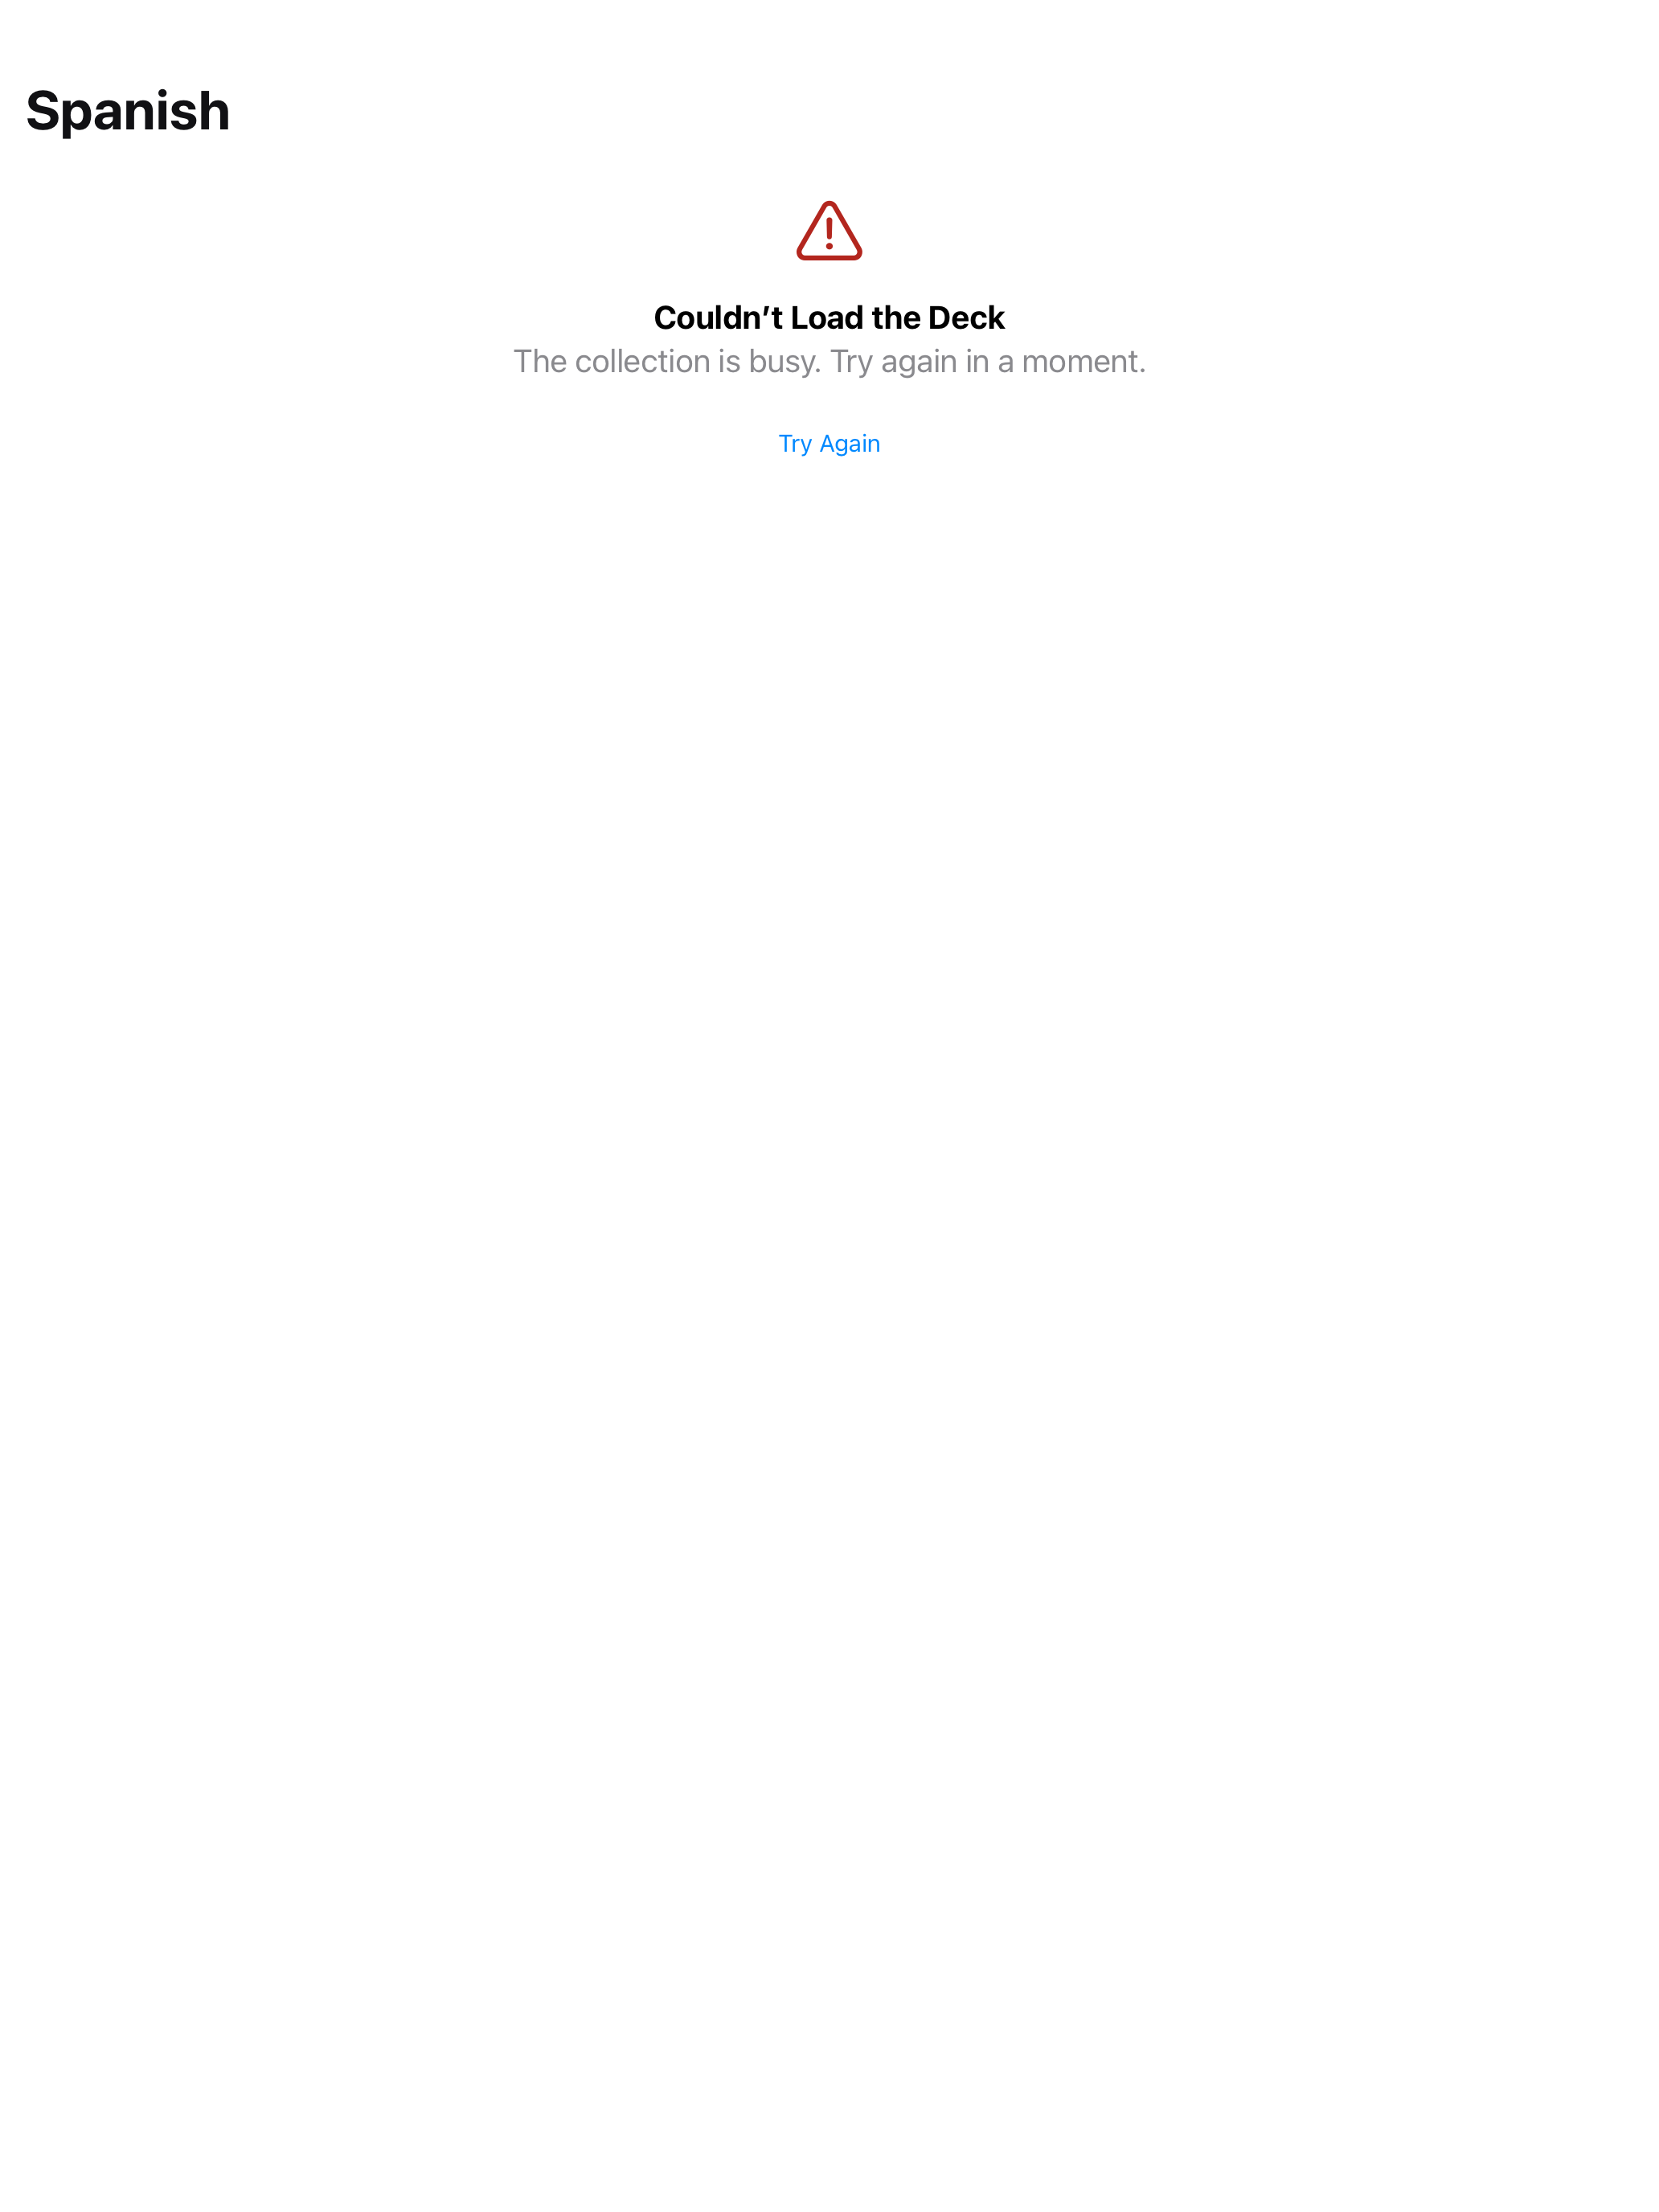 Spanish
Couldn’t Load the Deck
The collection is busy. Try again in a moment.
Try Again